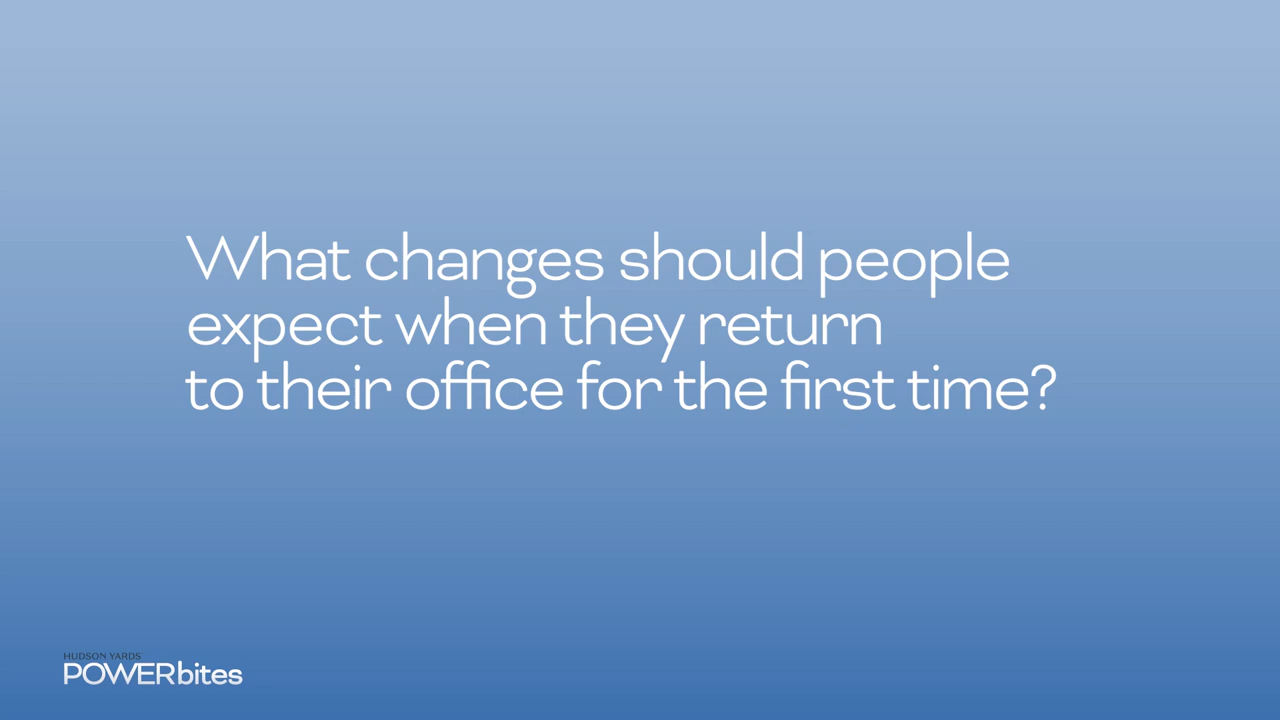 What changes should people
expect when they return
to their office for the first time?
HUDSON YARDS
POWERbites